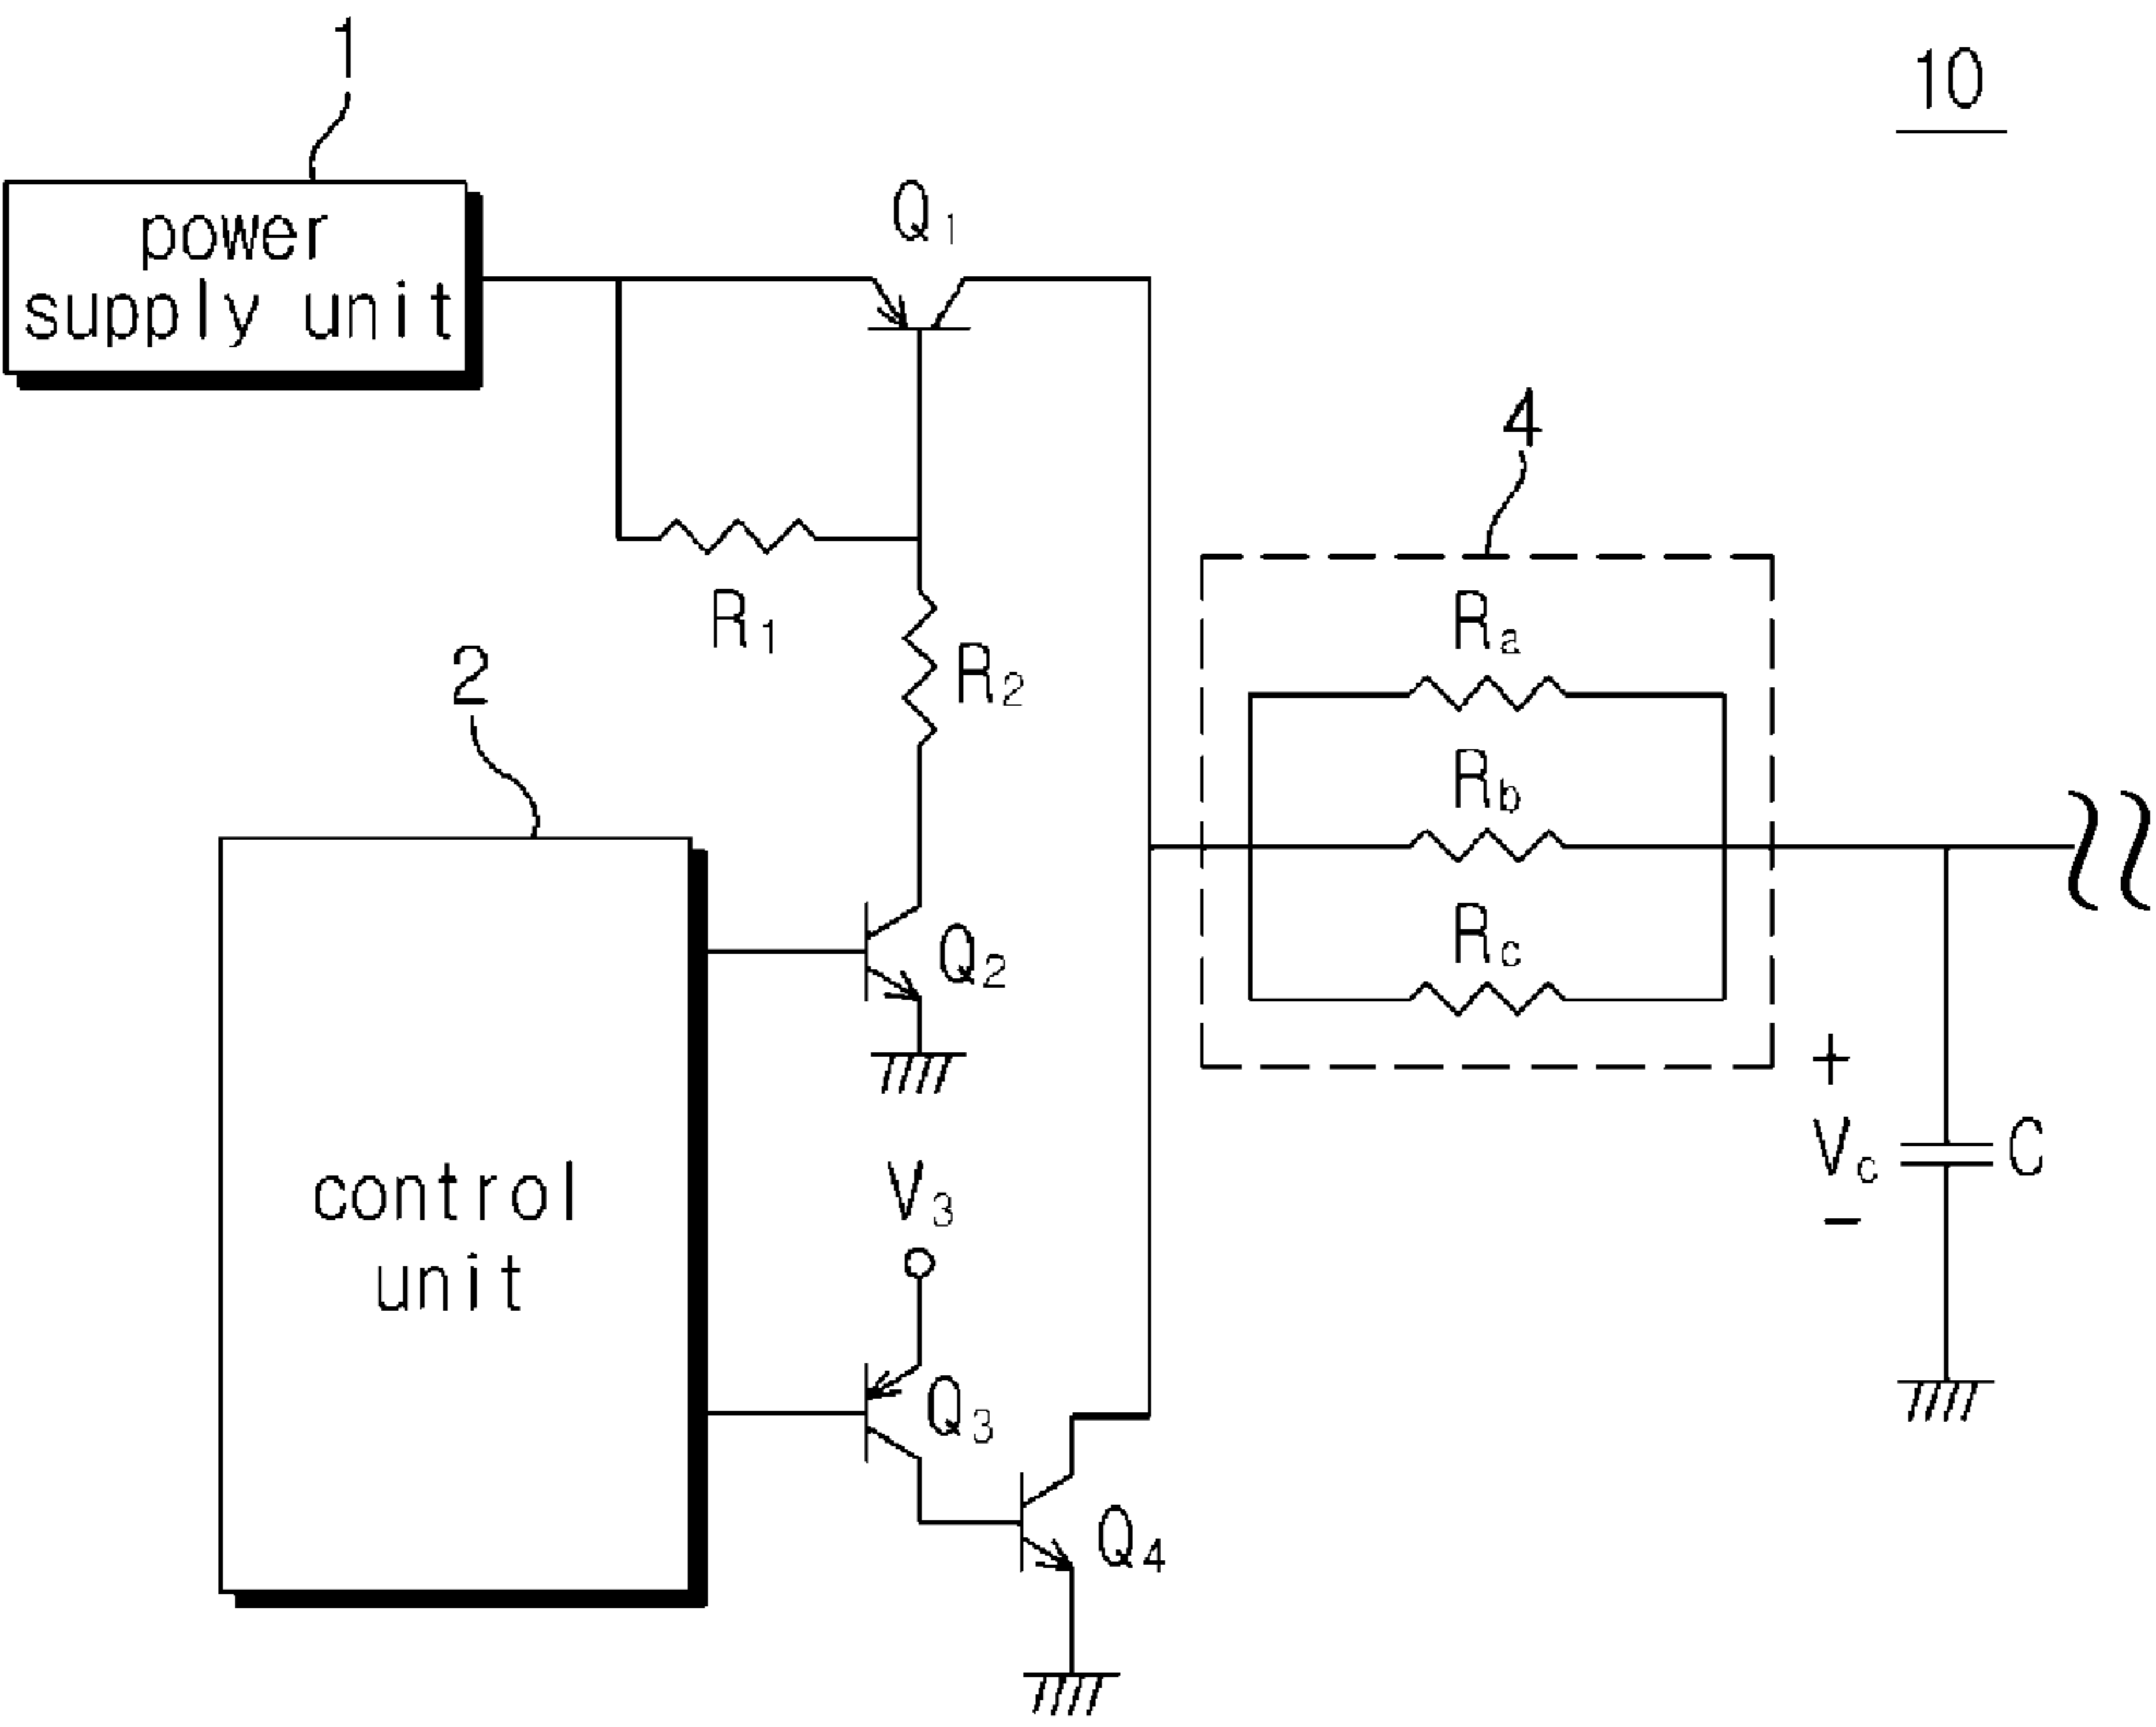 1
10
power
supply unit
Q1
4
R1
R2
Ra
Rb
Rc
2
Q2
control
unit
V3
Q3
Q4
+
Vc
−
C